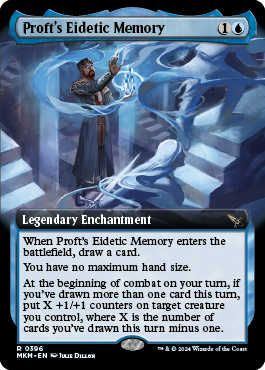 Proft's Eidetic Memory 1
Legendary Enchantment
When Proft's Eidetic Memory enters the
battlefield, draw a card.
You have no maximum hand size.
At the beginning of combat on your turn, if
you've drawn more than one card this turn,
put X +1/+1 counters on target creature
you control, where X is the number of
cards you've drawn this turn minus one.
R 0396
MKM • EN Julie Dillon
™ & © 2024 Wizards of the Coast